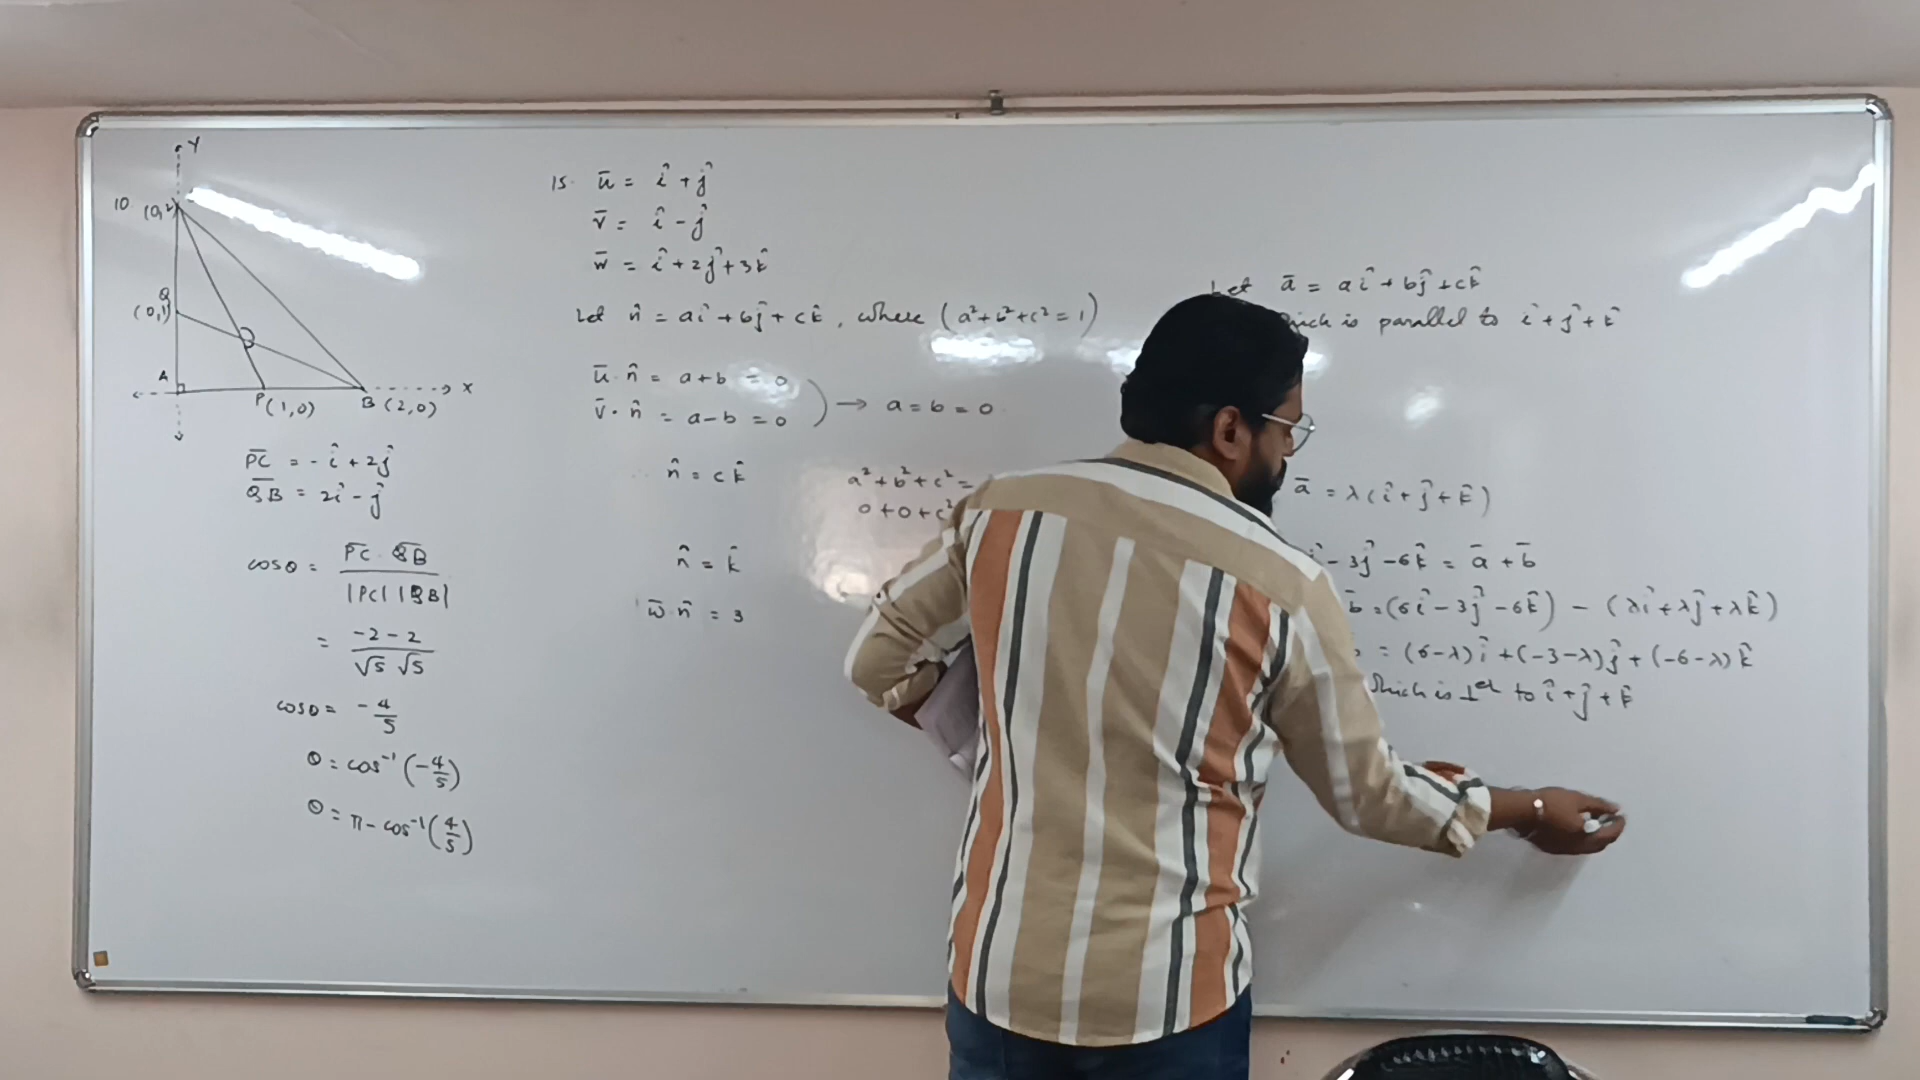 Y
10 (0,2)
Q
(0,1)
A
X
P(1,0) B(2,0)
P̅C̅ = -î + 2ĵ
Q̅B̅ = 2î - ĵ
cosθ = P̅C̅ · Q̅B̅ / |PC| |QB|
= -2-2 / √5 √5
cosθ = -4/5
θ = cos⁻¹(-4/5)
θ = π - cos⁻¹(4/5)
15. u̅ = î + ĵ
v̅ = î - ĵ
w̅ = î + 2ĵ + 3k̂
Let n̂ = aî + bĵ + ck̂, where (a²+b²+c²=1)
u̅·n̂ = a+b = 0
v̅·n̂ = a-b = 0 ) → a = b = 0
n̂ = ck̂
a²+b²+c² =
0+0+c²
n̂ = k̂
w̅·n̂ = 3
Let a̅ = aî + bĵ + ck̂
is parallel to î + ĵ + k̂
a̅ = λ(î + ĵ + k̂)
î - 3ĵ - 6k̂ = a̅ + b̅
b̅ = (6î - 3ĵ - 6k̂) - (λî + λĵ + λk̂)
= (6-λ)î + (-3-λ)ĵ + (-6-λ)k̂
which is ⊥er to î + ĵ + k̂